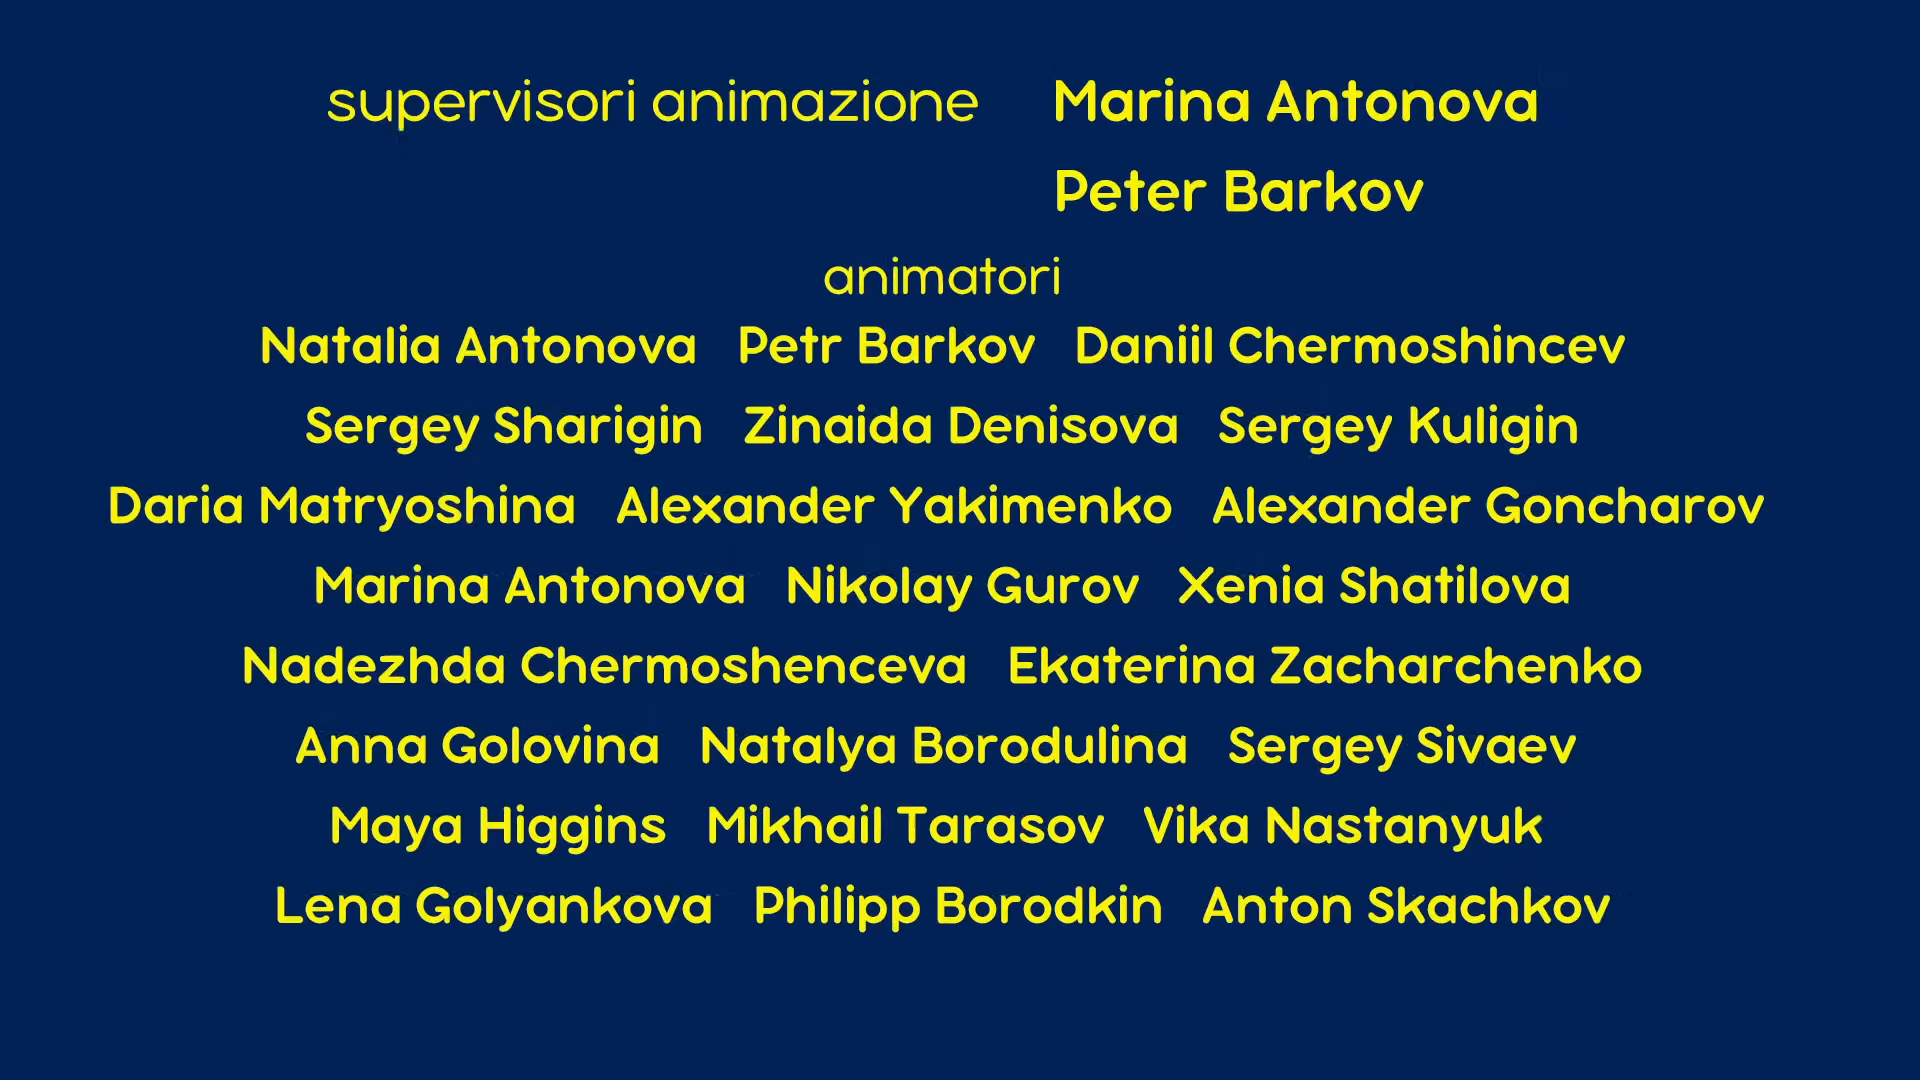 supervisori animazione Marina Antonova
Peter Barkov
animatori
Natalia Antonova Petr Barkov Daniil Chermoshincev
Sergey Sharigin Zinaida Denisova Sergey Kuligin
Daria Matryoshina Alexander Yakimenko Alexander Goncharov
Marina Antonova Nikolay Gurov Xenia Shatilova
Nadezhda Chermoshenceva Ekaterina Zacharchenko
Anna Golovina Natalya Borodulina Sergey Sivaev
Maya Higgins Mikhail Tarasov Vika Nastanyuk
Lena Golyankova Philipp Borodkin Anton Skachkov